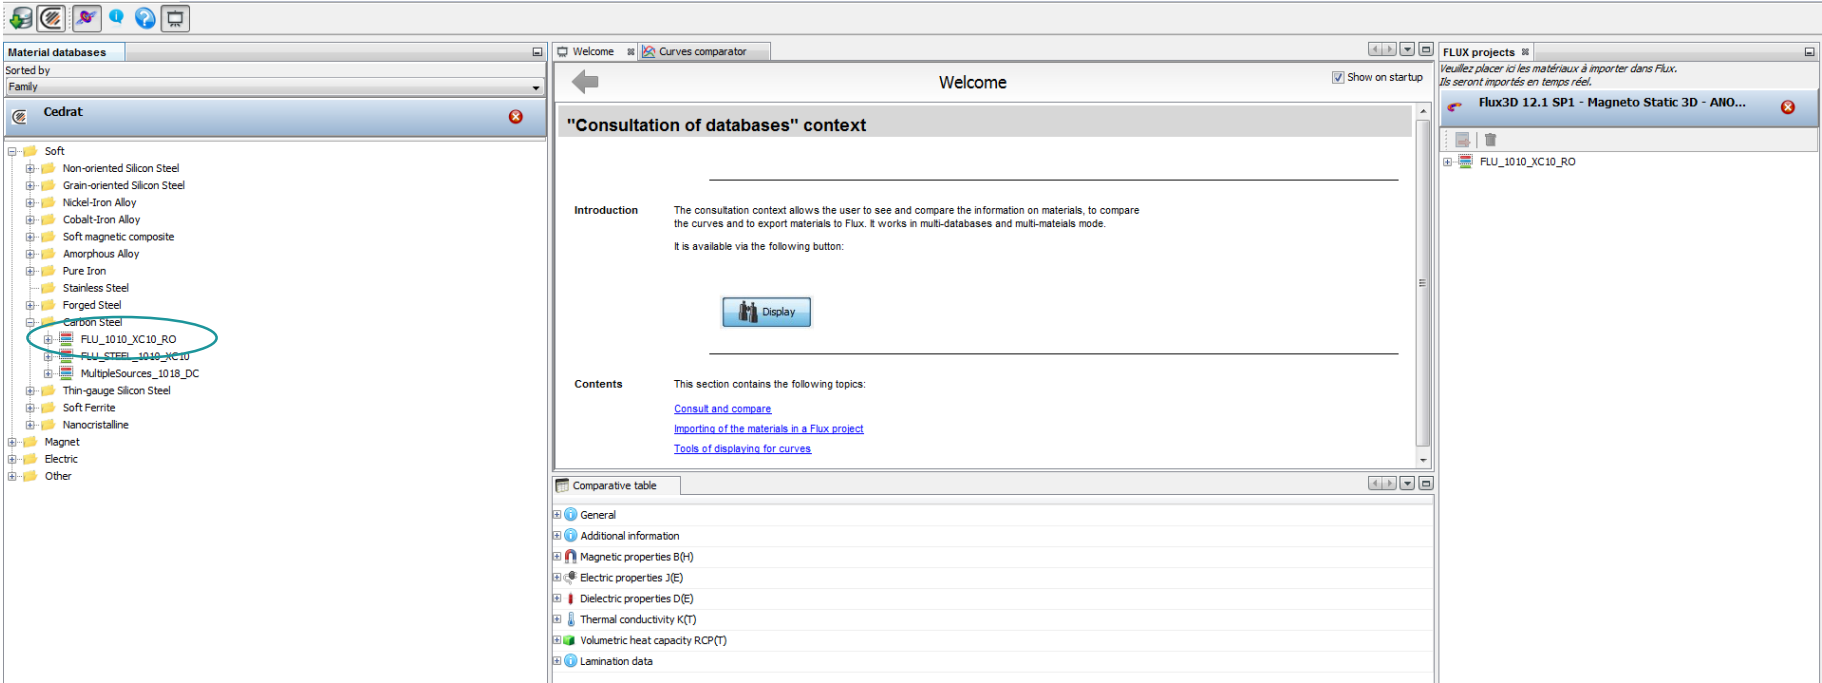 Material databases
Sorted by
Family
Cedrat
Soft
Non-oriented Silicon Steel
Grain-oriented Silicon Steel
Nickel-Iron Alloy
Cobalt-Iron Alloy
Soft magnetic composite
Amorphous Alloy
Pure Iron
Stainless Steel
Forged Steel
Carbon Steel
FLU_1010_XC10_RO
FLU_STEEL_1010_XC10
MultipleSources_1018_DC
Thin-gauge Silicon Steel
Soft Ferrite
Nanocristalline
Magnet
Electric
Other
Welcome
Curves comparator
Welcome
Show on startup
"Consultation of databases" context
Introduction
The consultation context allows the user to see and compare the information on materials, to compare
the curves and to export materials to Flux. It works in multi-databases and multi-mateials mode.
It is available via the following button:
Display
Contents
This section contains the following topics:
Consult and compare
Importing of the materials in a Flux project
Tools of displaying for curves
Comparative table
General
Additional information
Magnetic properties B(H)
Electric properties J(E)
Dielectric properties D(E)
Thermal conductivity K(T)
Volumetric heat capacity RCP(T)
Lamination data
FLUX projects
Veuillez placer ici les matériaux à importer dans Flux.
Ils seront importés en temps réel.
Flux3D 12.1 SP1 - Magneto Static 3D - ANO...
FLU_1010_XC10_RO